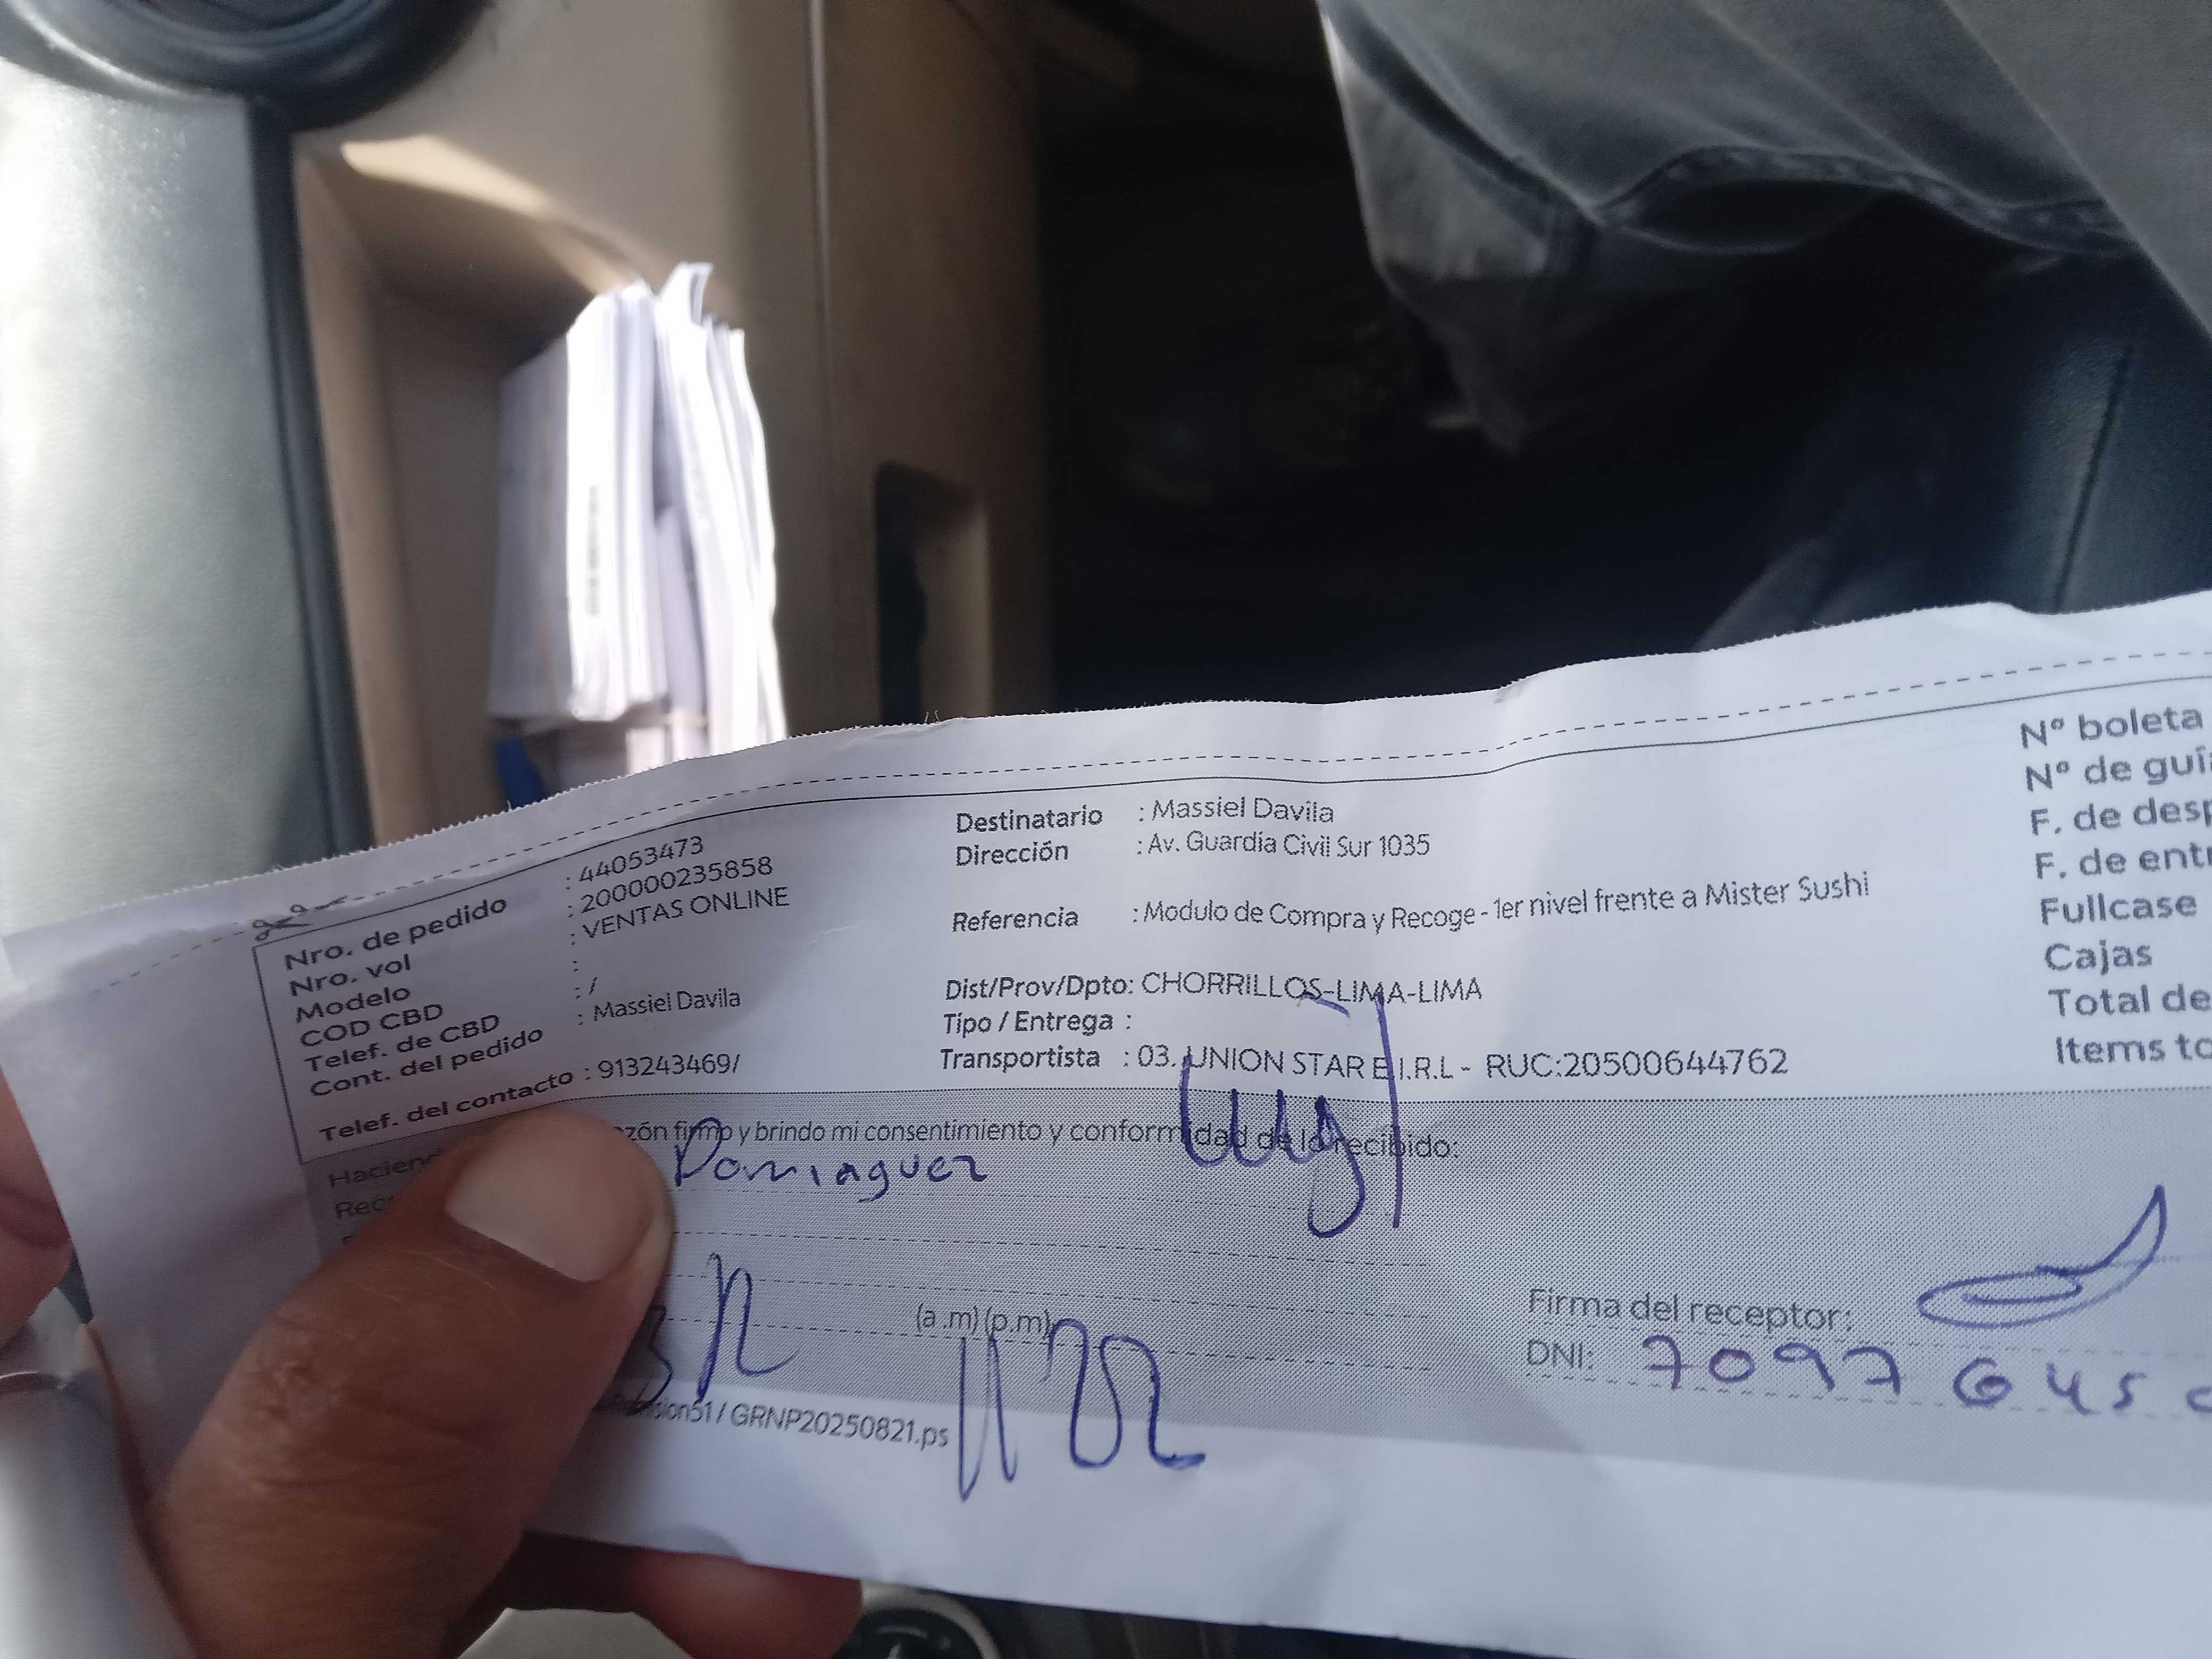 Nro. de pedido : 44053473
Nro. vol : 200000235858
Modelo : VENTAS ONLINE
COD CBD :
Telef. de CBD : /
Cont. del pedido : Massiel Davila
Telef. del contacto : 913243469/
Destinatario : Massiel Davila
Dirección : Av. Guardia Civil Sur 1035
Referencia : Modulo de Compra y Recoge - 1er nivel frente a Mister Sushi
Dist/Prov/Dpto: CHORRILLOS-LIMA-LIMA
Tipo / Entrega :
Transportista : 03. UNION STAR E.I.R.L - RUC:20500644762
Nº boleta
Nº de guí
F. de desp
F. de entr
Fullcase
Cajas
Total de
Items to
Haciend zón firmo y brindo mi consentimiento y conformidad de lo recibido:
Rec Dominguez
(a .m) (p.m)
Firma del receptor:
DNI: 7097645
sion51 / GRNP20250821.ps